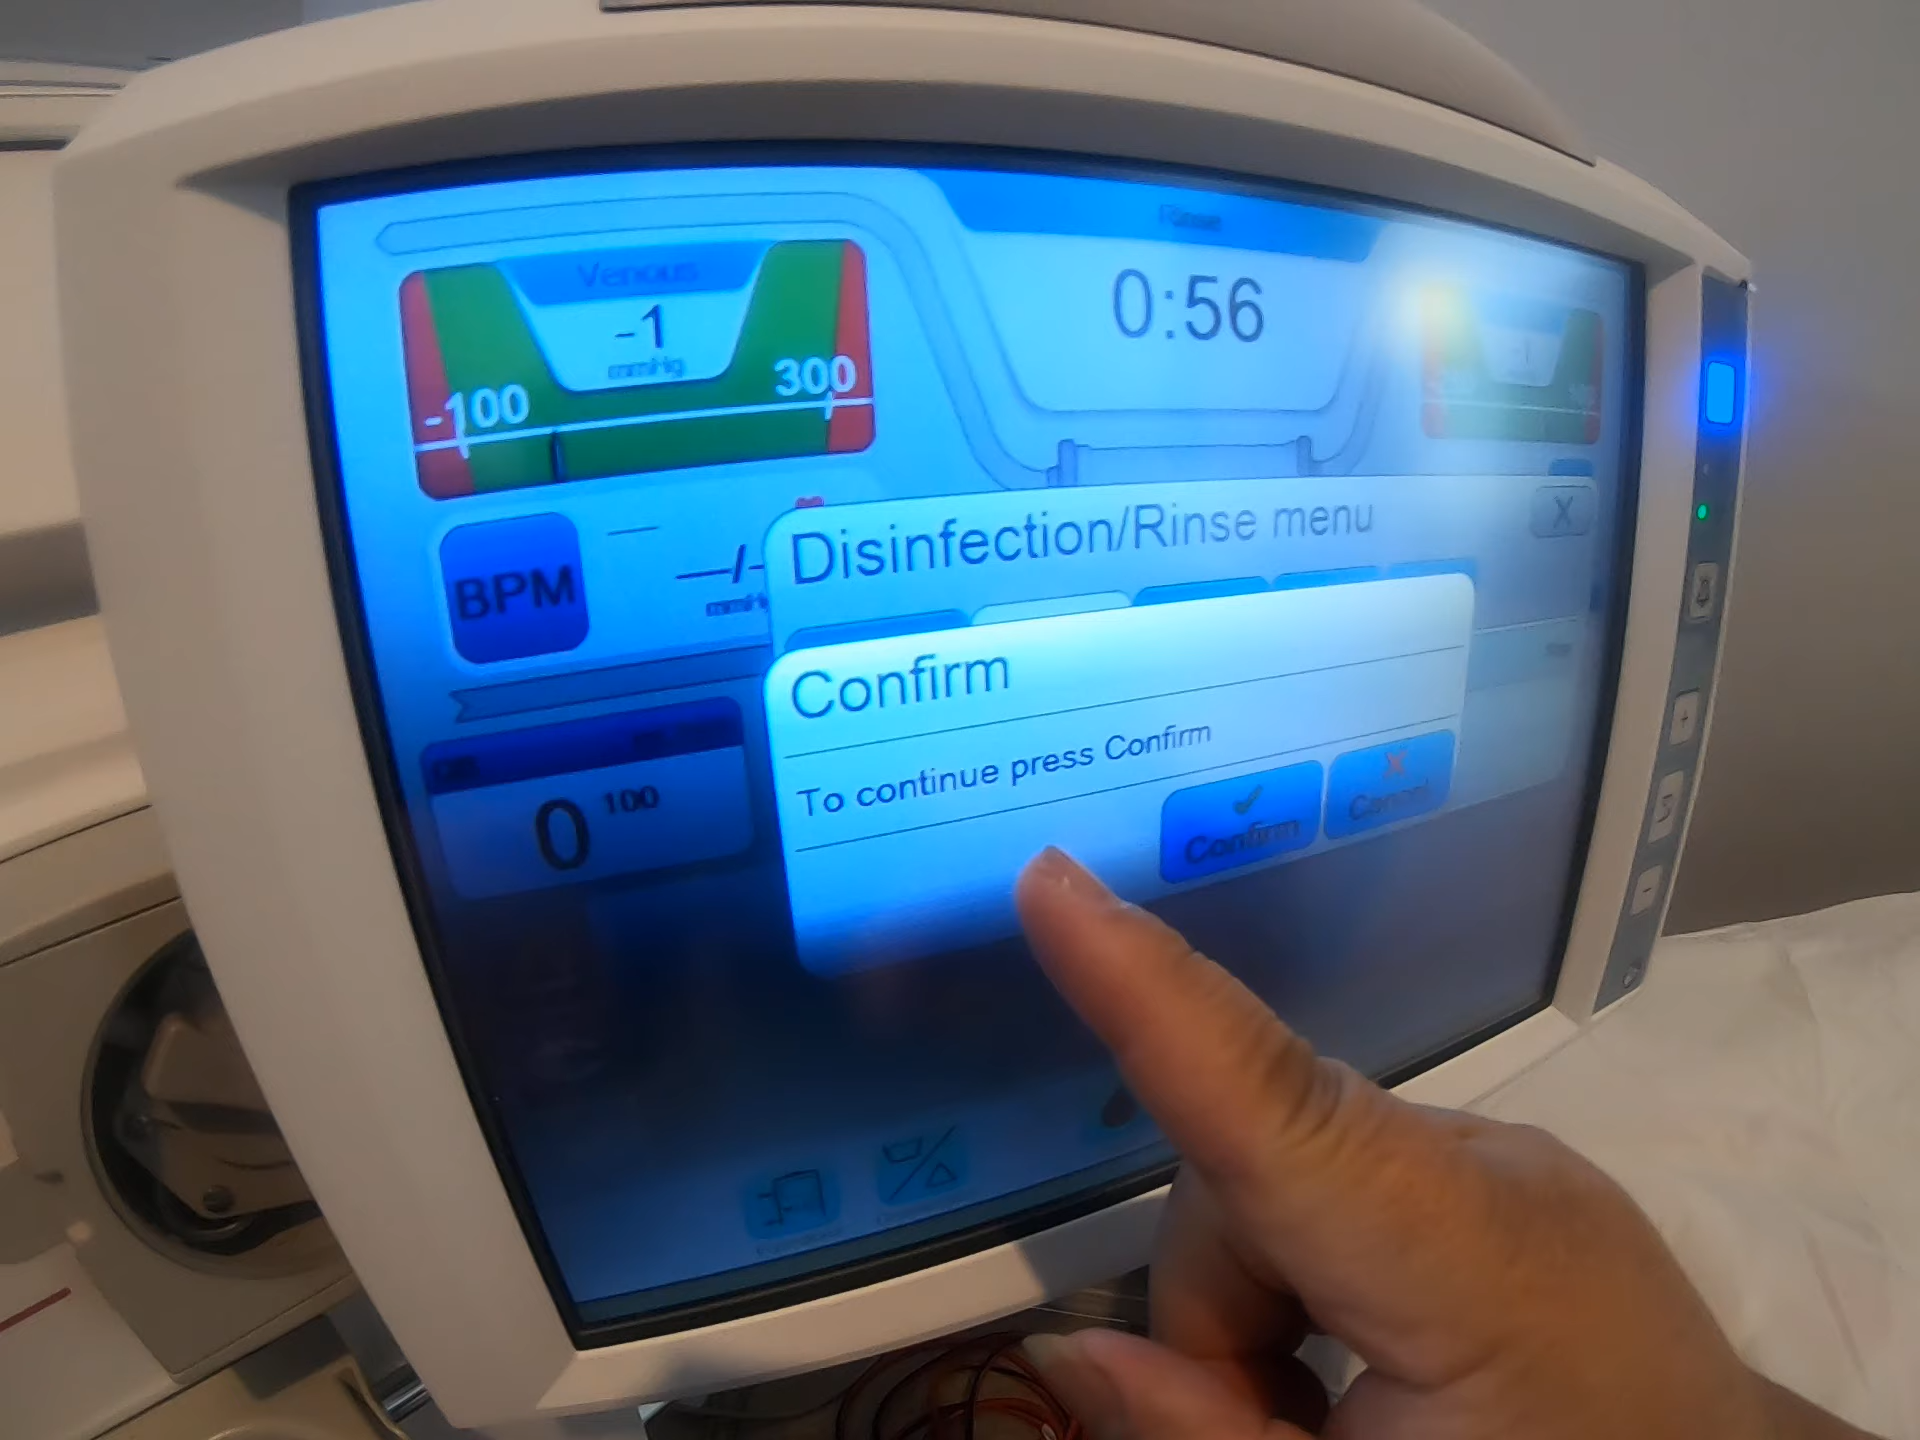 Rinse
Venous
-1
mmHg
-100
300
0:56
BPM
—/-
Disinfection/Rinse menu
X
Confirm
To continue press Confirm
Confirm
Cancel
0
100
+
-